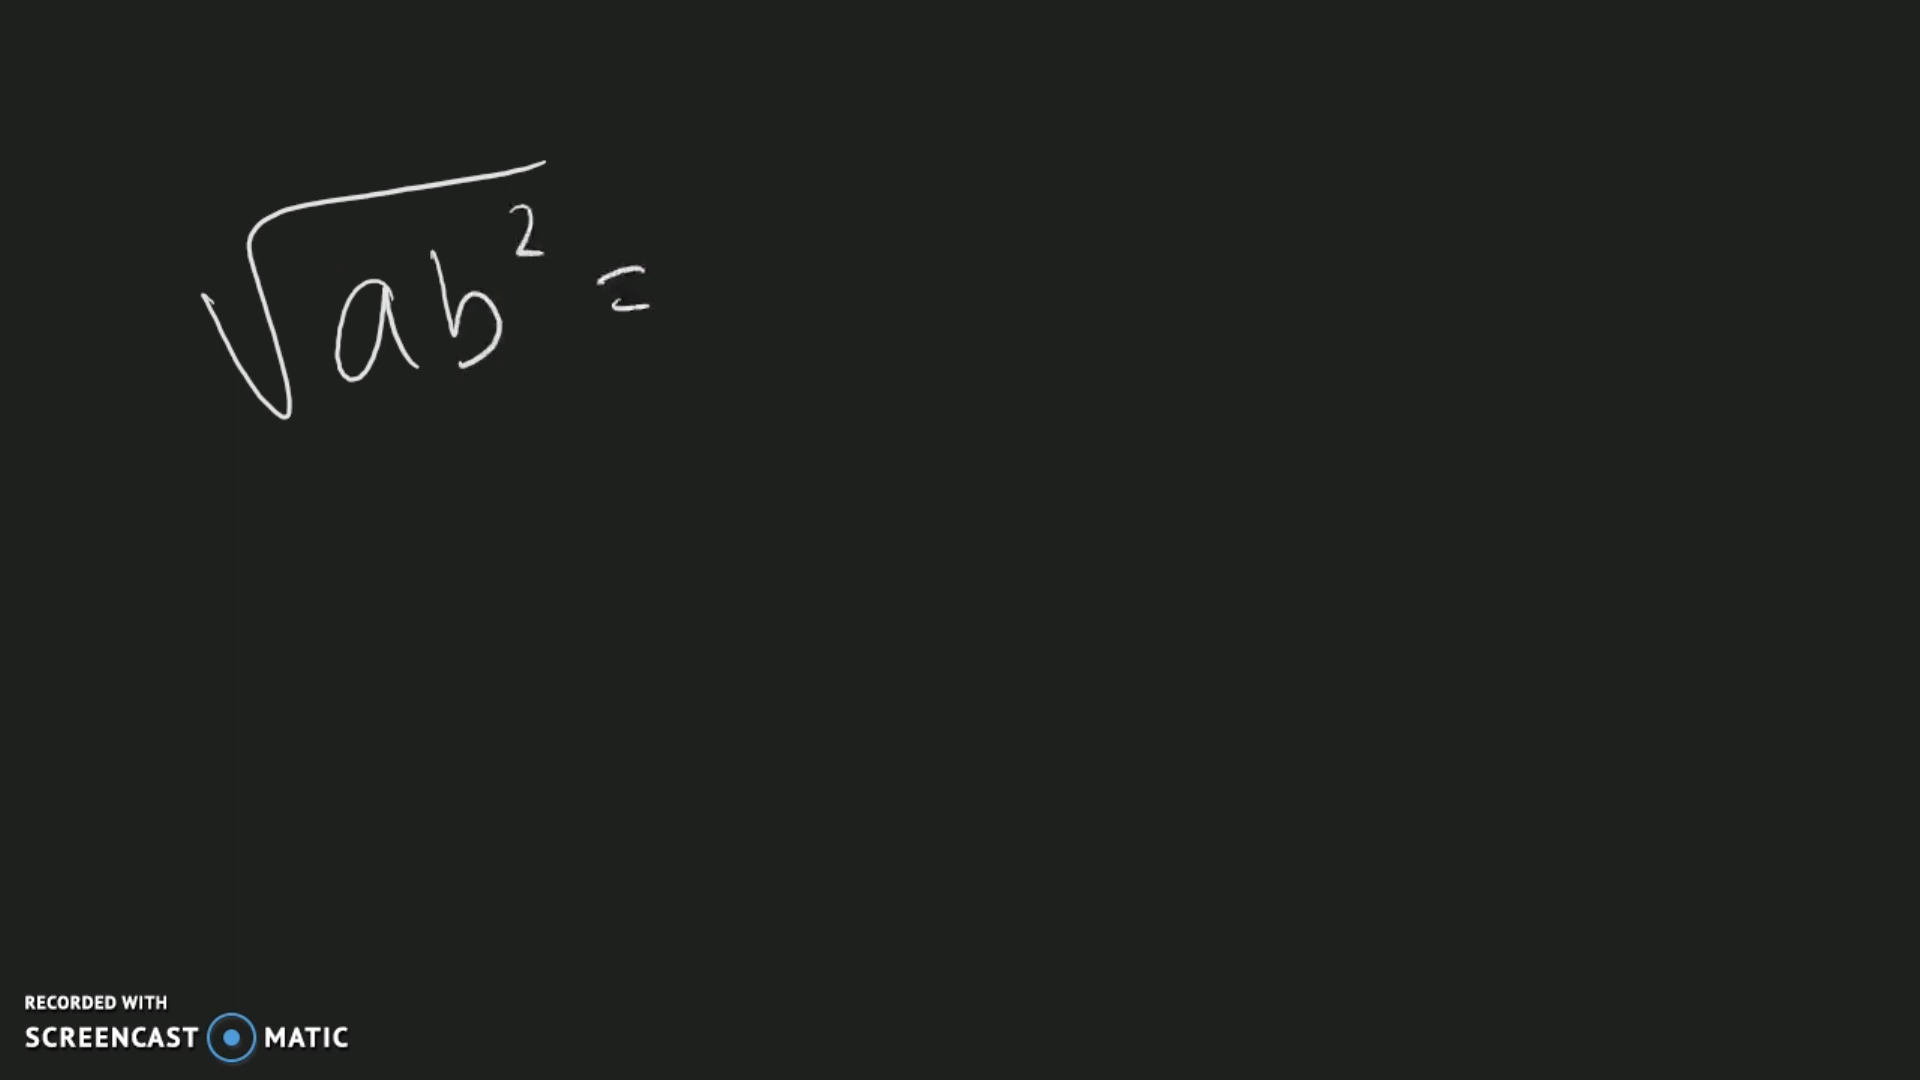 √ab² =
RECORDED WITH
SCREENCAST MATIC